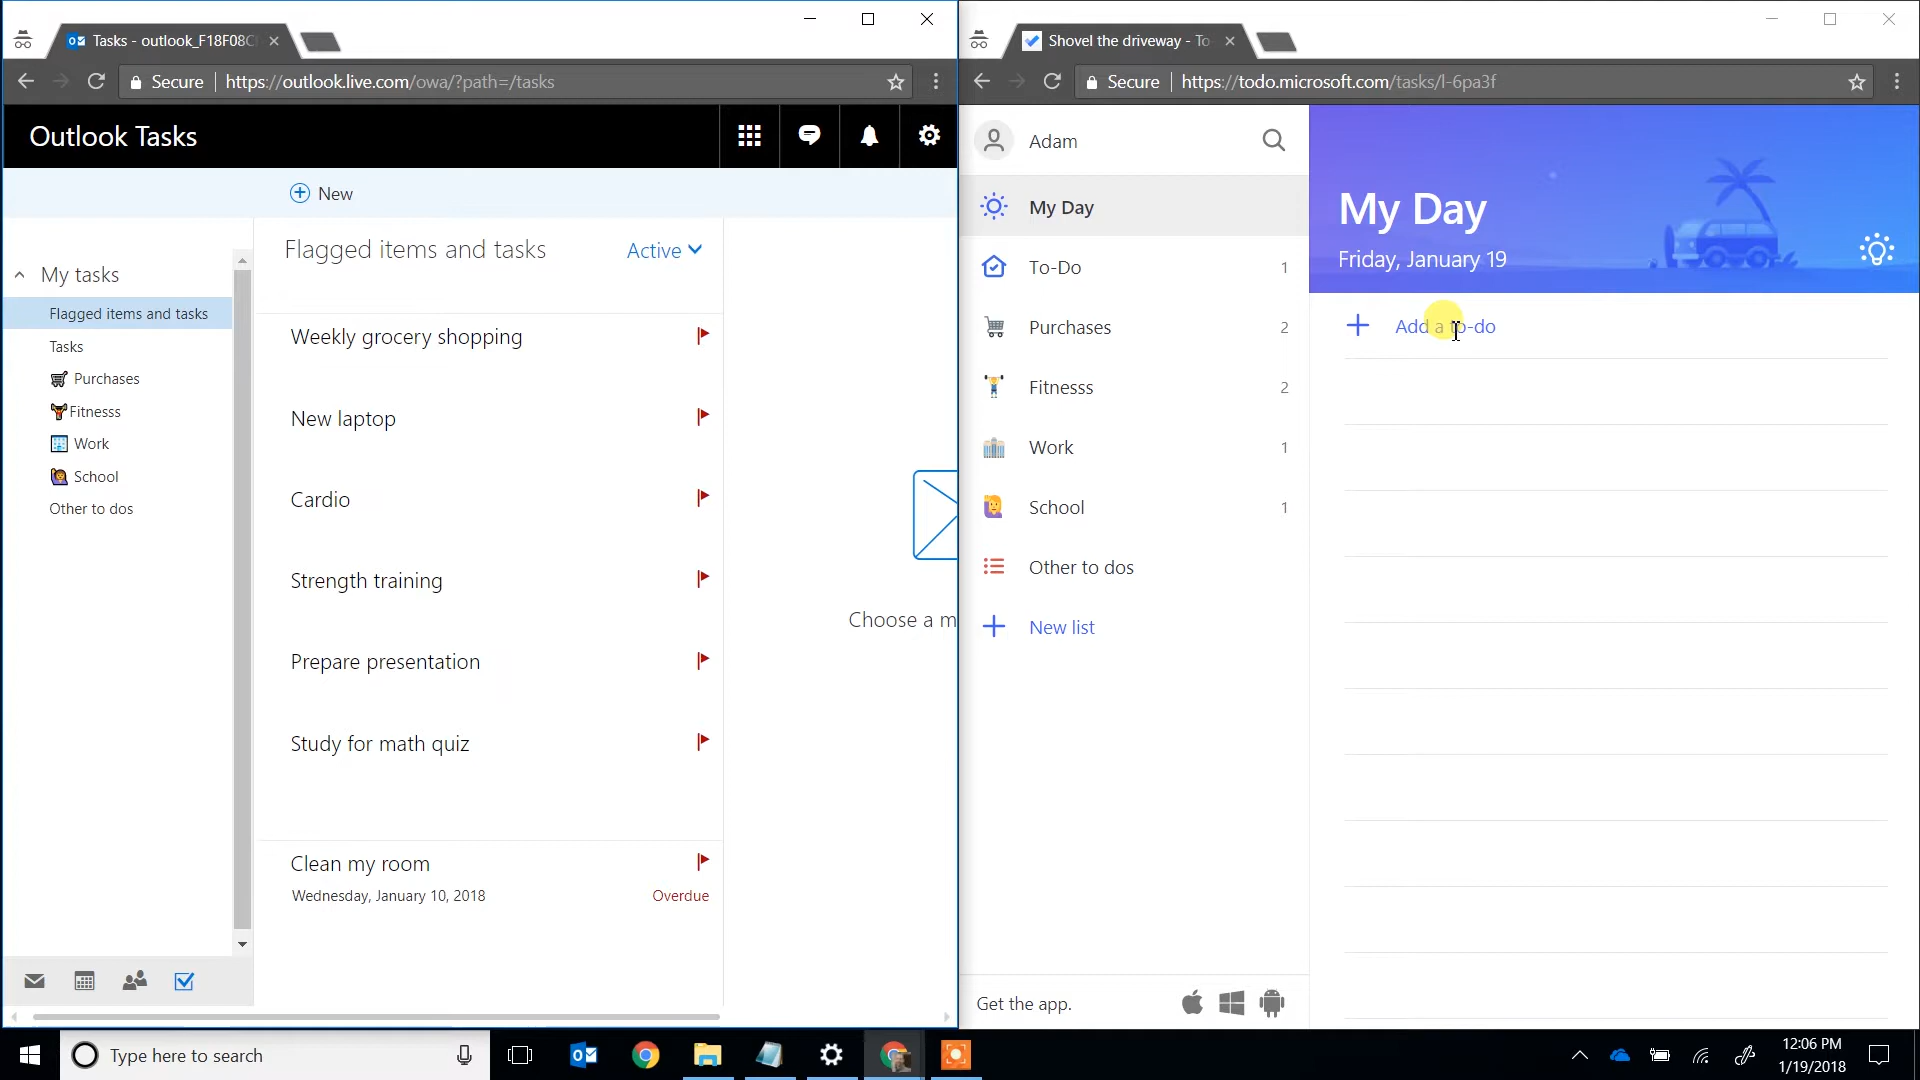 Tasks - outlook_F18F08C
Secure
https://outlook.live.com/owa/?path=/tasks
Outlook Tasks
New
My tasks
Flagged items and tasks
Tasks
Purchases
Fitnesss
Work
School
Other to dos
Flagged items and tasks
Active
Weekly grocery shopping
New laptop
Cardio
Strength training
Prepare presentation
Study for math quiz
Clean my room
Wednesday, January 10, 2018
Overdue
Choose a m
Shovel the driveway - To
Secure
https://todo.microsoft.com/tasks/l-6pa3f
Adam
My Day
To-Do 1
Purchases 2
Fitnesss 2
Work 1
School 1
Other to dos
New list
Get the app.
My Day
Friday, January 19
Add a to-do
Type here to search
12:06 PM
1/19/2018